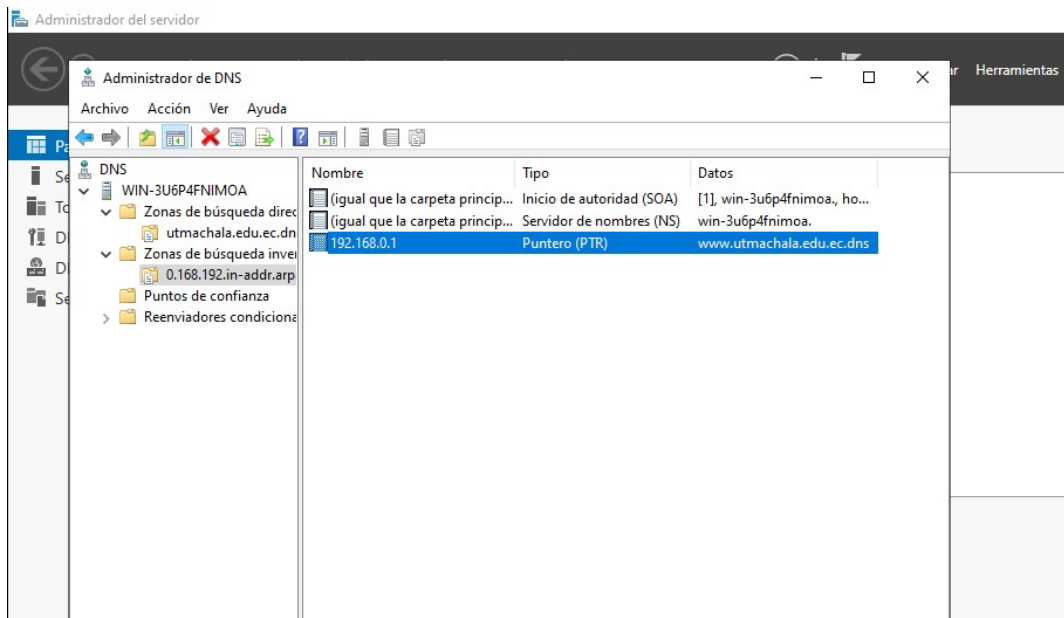 Administrador del servidor
Herramientas
Administrador de DNS
Archivo Acción Ver Ayuda
DNS
WIN-3U6P4FNIMOA
Zonas de búsqueda direc
utmachala.edu.ec.dn
Zonas de búsqueda inver
0.168.192.in-addr.arp
Puntos de confianza
Reenviadores condiciona
Nombre Tipo Datos
(igual que la carpeta princip... Inicio de autoridad (SOA) [1], win-3u6p4fnimoa., ho...
(igual que la carpeta princip... Servidor de nombres (NS) win-3u6p4fnimoa.
192.168.0.1 Puntero (PTR) www.utmachala.edu.ec.dns